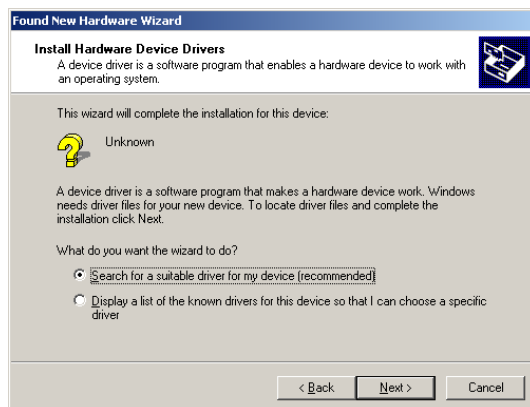 Found New Hardware Wizard
Install Hardware Device Drivers
A device driver is a software program that enables a hardware device to work with
an operating system.
This wizard will complete the installation for this device:
Unknown
A device driver is a software program that makes a hardware device work. Windows
needs driver files for your new device. To locate driver files and complete the
installation click Next.
What do you want the wizard to do?
Search for a suitable driver for my device (recommended)
Display a list of the known drivers for this device so that I can choose a specific
driver
< Back Next > Cancel